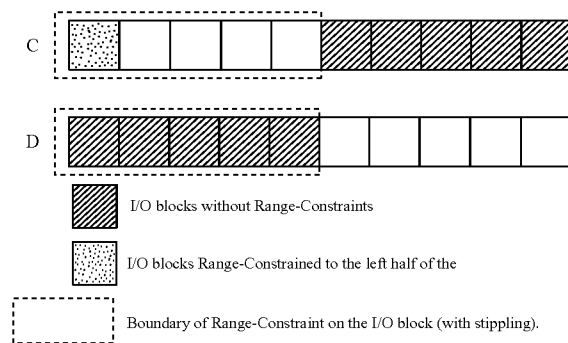 C
D
I/O blocks without Range-Constraints
I/O blocks Range-Constrained to the left half of the
Boundary of Range-Constraint on the I/O block (with stippling).